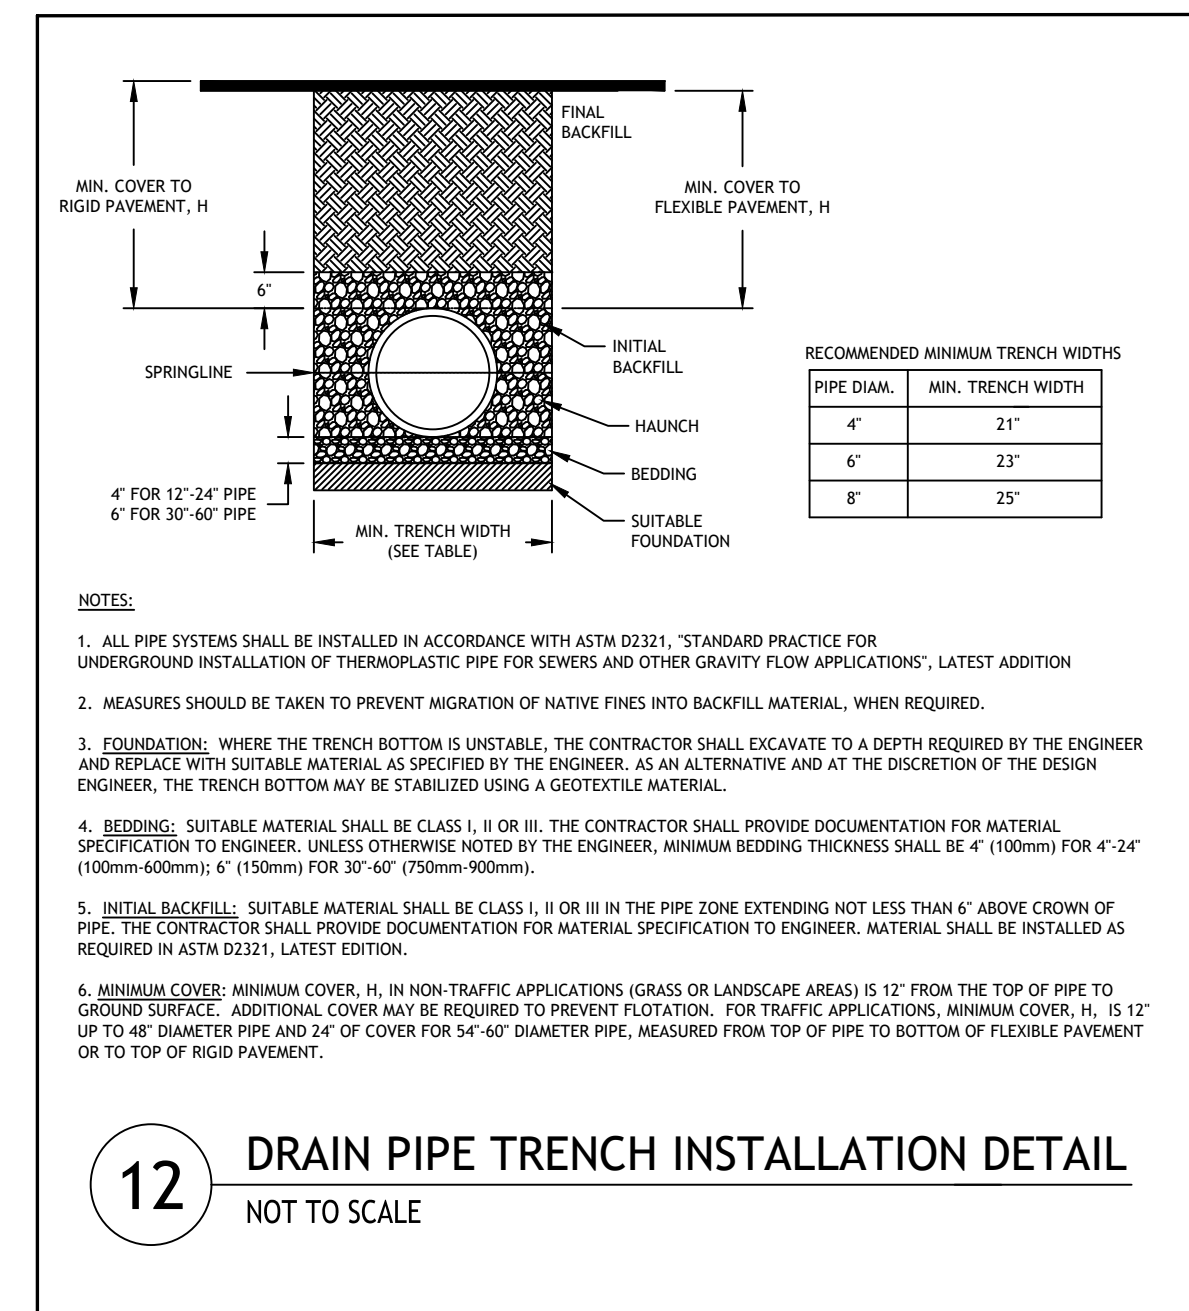 FINAL
BACKFILL
MIN. COVER TO
RIGID PAVEMENT, H
MIN. COVER TO
FLEXIBLE PAVEMENT, H
6"
INITIAL
BACKFILL
SPRINGLINE
HAUNCH
BEDDING
4" FOR 12"-24" PIPE
6" FOR 30"-60" PIPE
SUITABLE
FOUNDATION
MIN. TRENCH WIDTH
(SEE TABLE)
RECOMMENDED MINIMUM TRENCH WIDTHS
PIPE DIAM. MIN. TRENCH WIDTH
4" 21"
6" 23"
8" 25"
NOTES:
1. ALL PIPE SYSTEMS SHALL BE INSTALLED IN ACCORDANCE WITH ASTM D2321, "STANDARD PRACTICE FOR
UNDERGROUND INSTALLATION OF THERMOPLASTIC PIPE FOR SEWERS AND OTHER GRAVITY FLOW APPLICATIONS", LATEST ADDITION
2. MEASURES SHOULD BE TAKEN TO PREVENT MIGRATION OF NATIVE FINES INTO BACKFILL MATERIAL, WHEN REQUIRED.
3. FOUNDATION: WHERE THE TRENCH BOTTOM IS UNSTABLE, THE CONTRACTOR SHALL EXCAVATE TO A DEPTH REQUIRED BY THE ENGINEER
AND REPLACE WITH SUITABLE MATERIAL AS SPECIFIED BY THE ENGINEER. AS AN ALTERNATIVE AND AT THE DISCRETION OF THE DESIGN
ENGINEER, THE TRENCH BOTTOM MAY BE STABILIZED USING A GEOTEXTILE MATERIAL.
4. BEDDING: SUITABLE MATERIAL SHALL BE CLASS I, II OR III. THE CONTRACTOR SHALL PROVIDE DOCUMENTATION FOR MATERIAL
SPECIFICATION TO ENGINEER. UNLESS OTHERWISE NOTED BY THE ENGINEER, MINIMUM BEDDING THICKNESS SHALL BE 4" (100mm) FOR 4"-24"
(100mm-600mm); 6" (150mm) FOR 30"-60" (750mm-900mm).
5. INITIAL BACKFILL: SUITABLE MATERIAL SHALL BE CLASS I, II OR III IN THE PIPE ZONE EXTENDING NOT LESS THAN 6" ABOVE CROWN OF
PIPE. THE CONTRACTOR SHALL PROVIDE DOCUMENTATION FOR MATERIAL SPECIFICATION TO ENGINEER. MATERIAL SHALL BE INSTALLED AS
REQUIRED IN ASTM D2321, LATEST EDITION.
6. MINIMUM COVER: MINIMUM COVER, H, IN NON-TRAFFIC APPLICATIONS (GRASS OR LANDSCAPE AREAS) IS 12" FROM THE TOP OF PIPE TO
GROUND SURFACE. ADDITIONAL COVER MAY BE REQUIRED TO PREVENT FLOTATION. FOR TRAFFIC APPLICATIONS, MINIMUM COVER, H, IS 12"
UP TO 48" DIAMETER PIPE AND 24" OF COVER FOR 54"-60" DIAMETER PIPE, MEASURED FROM TOP OF PIPE TO BOTTOM OF FLEXIBLE PAVEMENT
OR TO TOP OF RIGID PAVEMENT.
12
DRAIN PIPE TRENCH INSTALLATION DETAIL
NOT TO SCALE